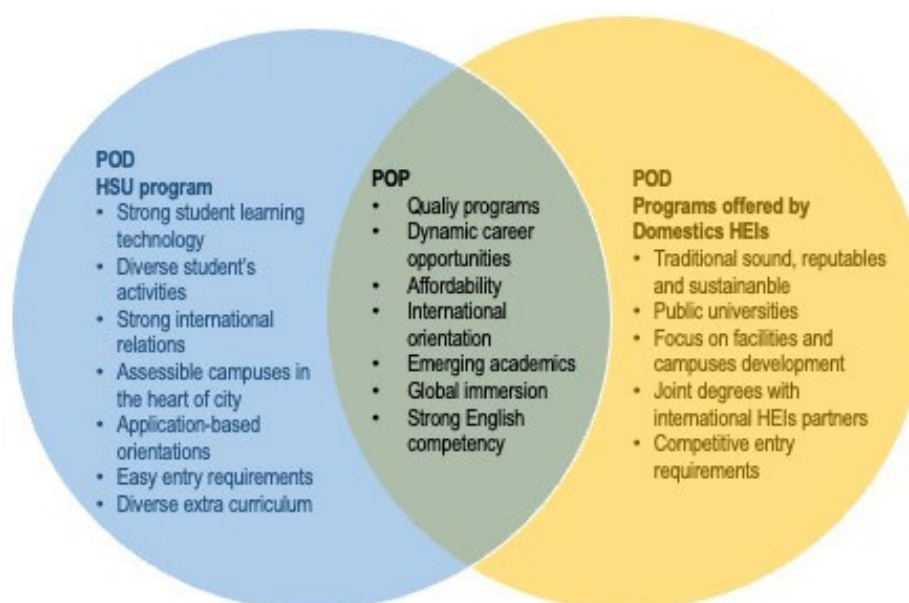 POD
HSU program
• Strong student learning
technology
• Diverse student's
activities
• Strong international
relations
• Assessible campuses in
the heart of city
• Application-based
orientations
• Easy entry requirements
• Diverse extra curriculum
POP
• Qualiy programs
• Dynamic career
opportunities
• Affordability
• International
orientation
• Emerging academics
• Global immersion
• Strong English
competency
POD
Programs offered by
Domestics HEIs
• Traditional sound, reputables
and sustainanble
• Public universities
• Focus on facilities and
campuses development
• Joint degrees with
international HEIs partners
• Competitive entry
requirements